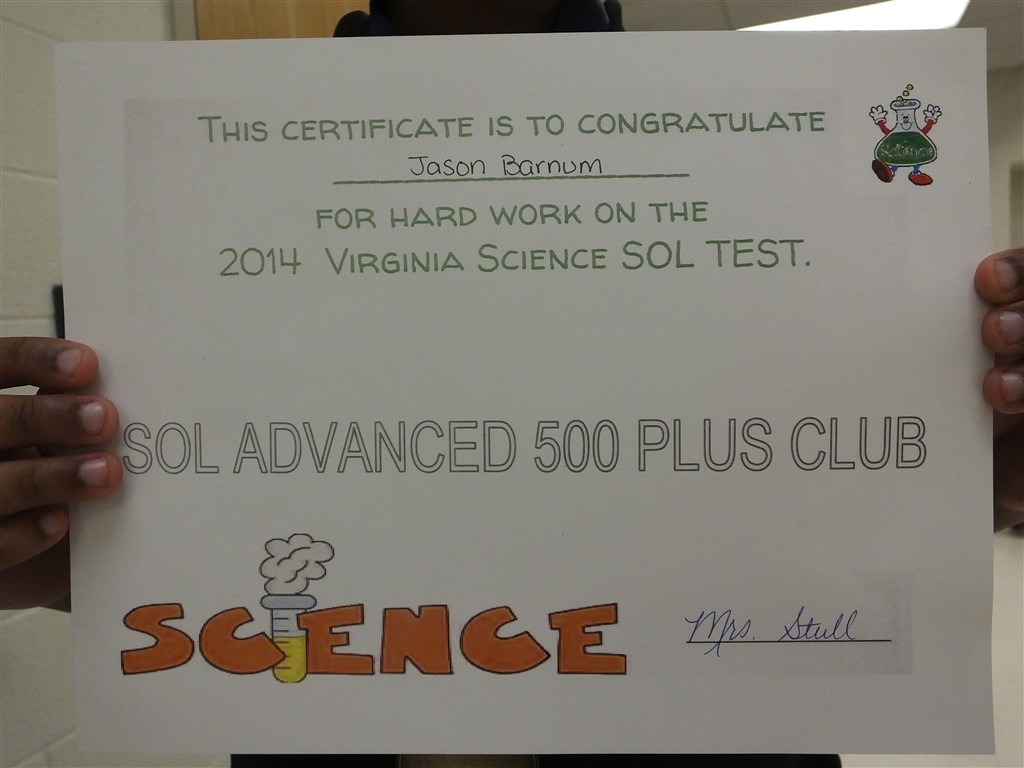 THIS CERTIFICATE IS TO CONGRATULATE
Jason Barnum
FOR HARD WORK ON THE
2014 VIRGINIA SCIENCE SOL TEST.
Science
SOL ADVANCED 500 PLUS CLUB
SCIENCE
Mrs. Stull